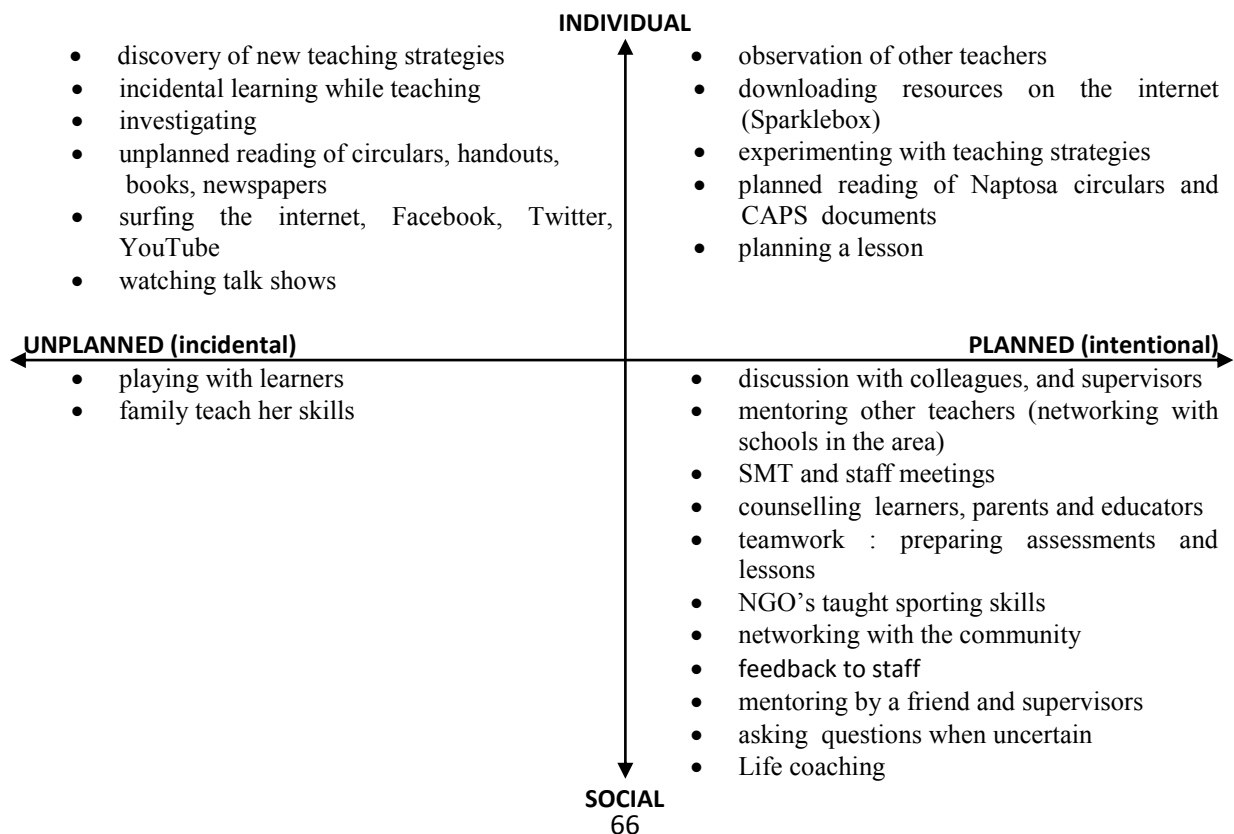 INDIVIDUAL
• discovery of new teaching strategies
• incidental learning while teaching
• investigating
• unplanned reading of circulars, handouts,
books, newspapers
• surfing the internet, Facebook, Twitter,
YouTube
• watching talk shows
• observation of other teachers
• downloading resources on the internet
(Sparklebox)
• experimenting with teaching strategies
• planned reading of Naptosa circulars and
CAPS documents
• planning a lesson
UNPLANNED (incidental)
PLANNED (intentional)
• playing with learners
• family teach her skills
• discussion with colleagues, and supervisors
• mentoring other teachers (networking with
schools in the area)
• SMT and staff meetings
• counselling learners, parents and educators
• teamwork : preparing assessments and
lessons
• NGO’s taught sporting skills
• networking with the community
• feedback to staff
• mentoring by a friend and supervisors
• asking questions when uncertain
• Life coaching
SOCIAL
66